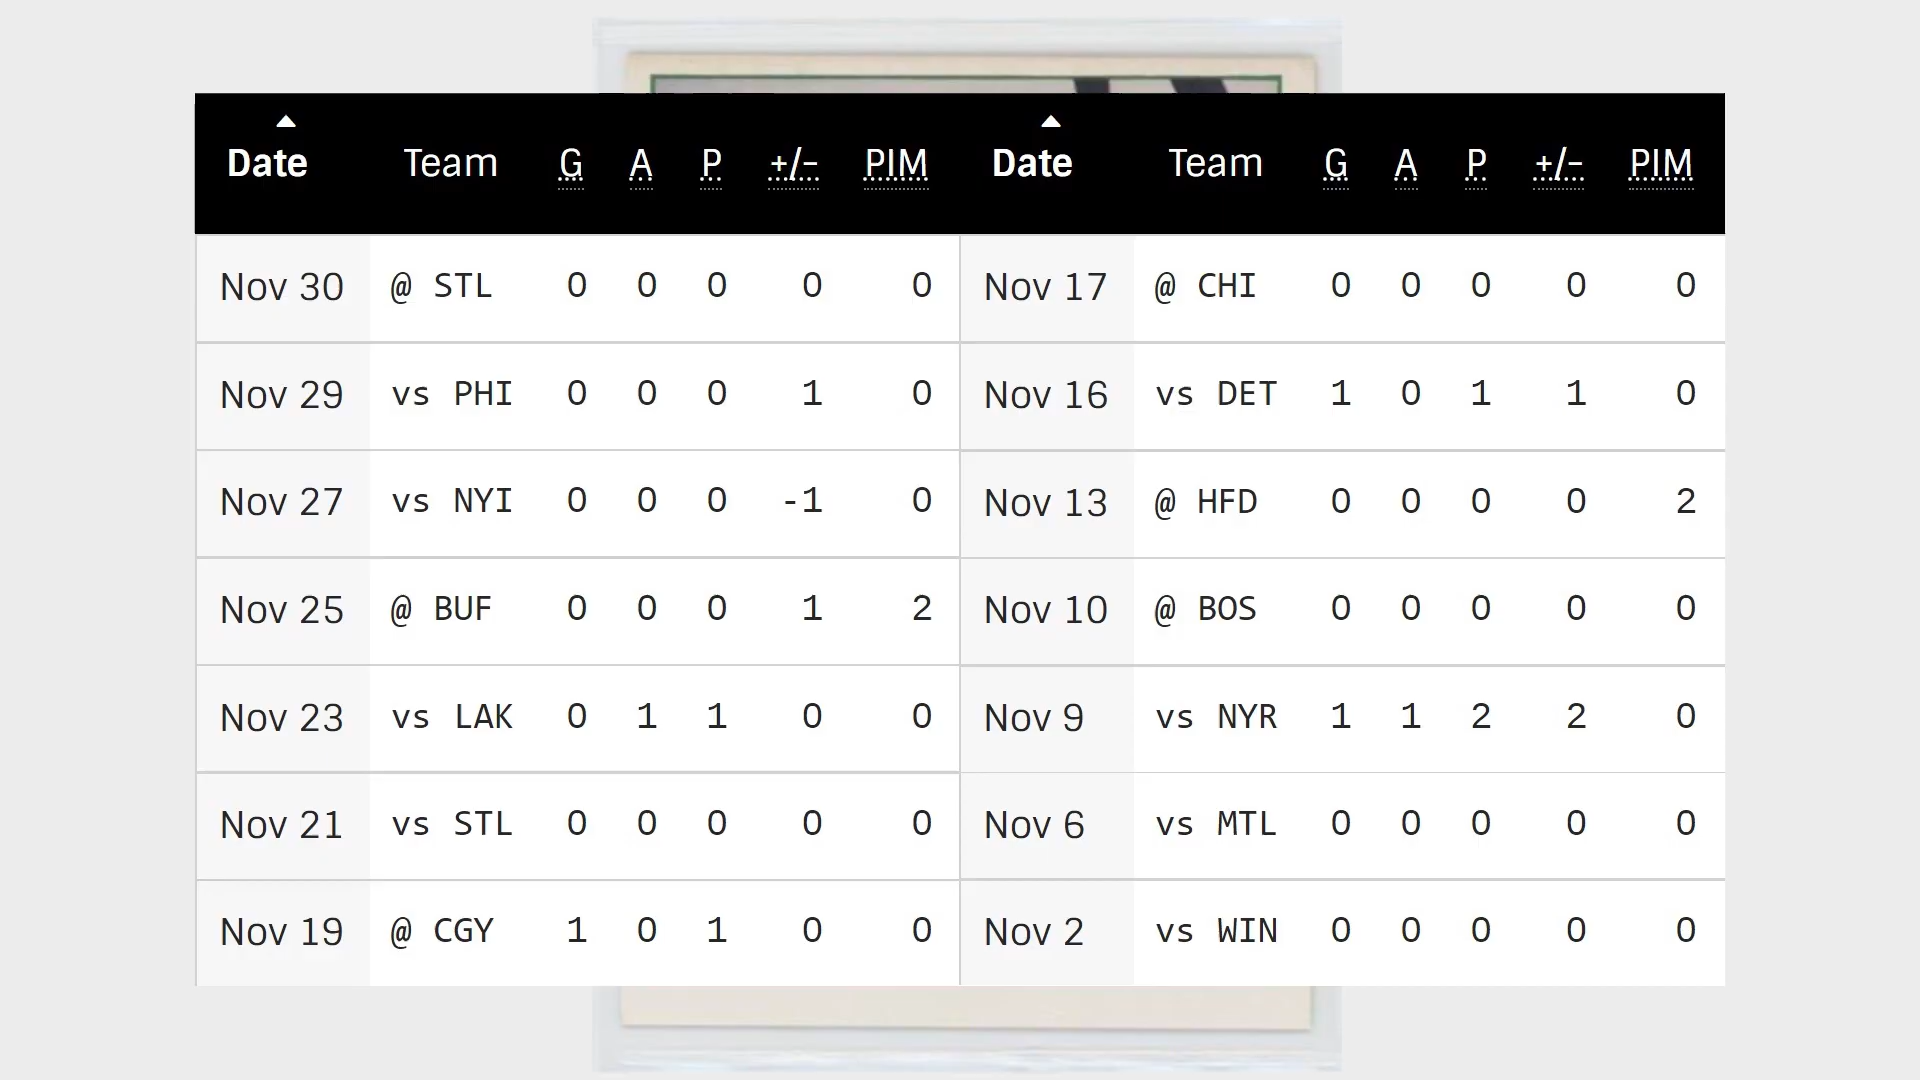 Date Team G A P +/- PIM Date Team G A P +/- PIM
Nov 30 @ STL 0 0 0 0 0 Nov 17 @ CHI 0 0 0 0 0
Nov 29 vs PHI 0 0 0 1 0 Nov 16 vs DET 1 0 1 1 0
Nov 27 vs NYI 0 0 0 -1 0 Nov 13 @ HFD 0 0 0 0 2
Nov 25 @ BUF 0 0 0 1 2 Nov 10 @ BOS 0 0 0 0 0
Nov 23 vs LAK 0 1 1 0 0 Nov 9 vs NYR 1 1 2 2 0
Nov 21 vs STL 0 0 0 0 0 Nov 6 vs MTL 0 0 0 0 0
Nov 19 @ CGY 1 0 1 0 0 Nov 2 vs WIN 0 0 0 0 0